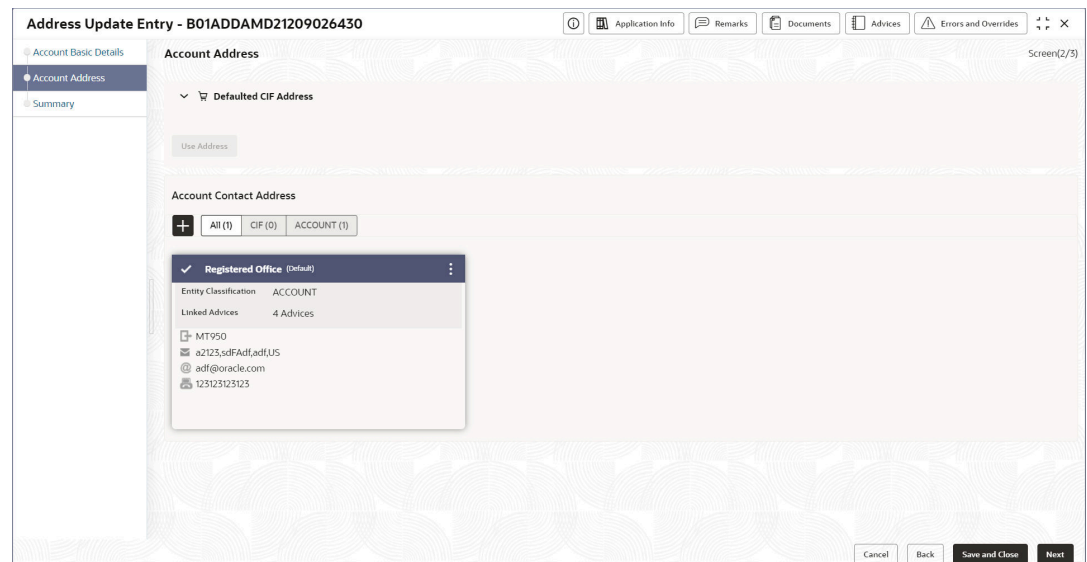 Address Update Entry - B01ADDAMD21209026430
Application Info
Remarks
Documents
Advices
Errors and Overrides
Account Basic Details
Account Address
Summary
Account Address
Screen(2/3)
Defaulted CIF Address
Use Address
Account Contact Address
All (1)
CIF (0)
ACCOUNT (1)
Registered Office (Default)
Entity Classification ACCOUNT
Linked Advices 4 Advices
MT950
a2123,sdFAdf,adf,US
adf@oracle.com
123123123123
Cancel
Back
Save and Close
Next